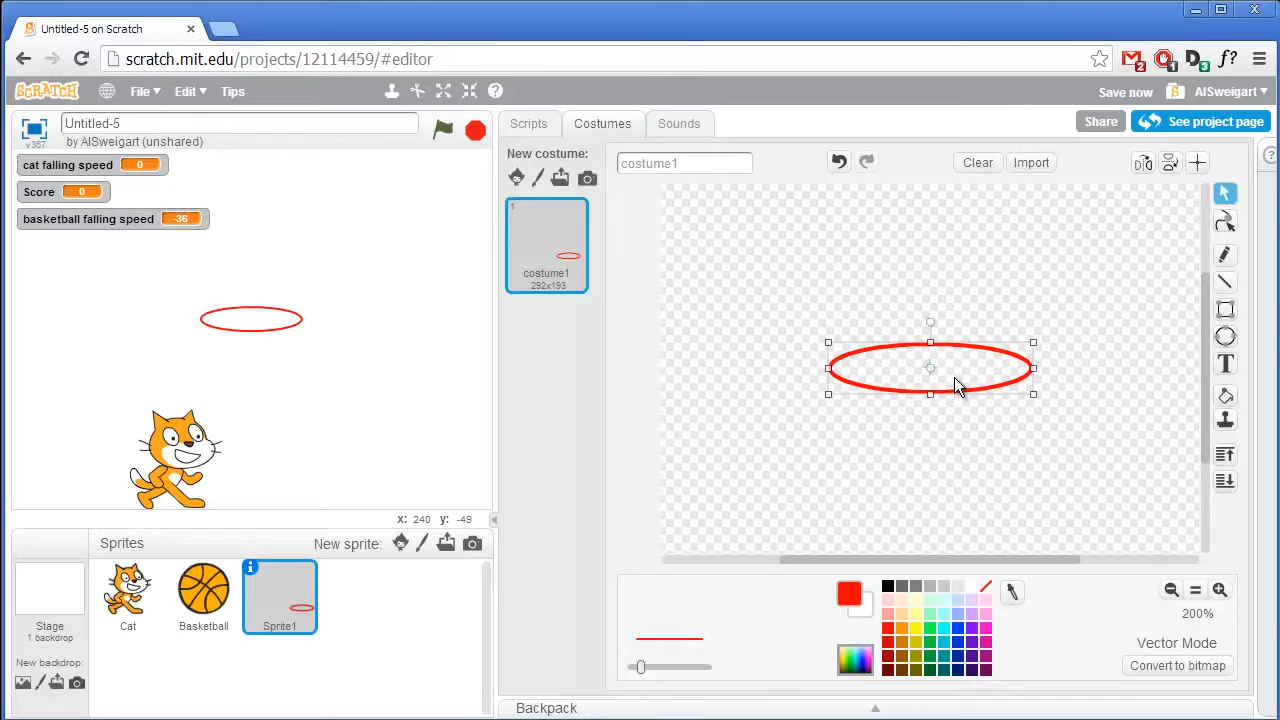 Untitled-5 on Scratch
scratch.mit.edu/projects/12114459/#editor
2 1 3 f?
SCRATCH File Edit Tips Save now AlSweigart
v367 Untitled-5
by AlSweigart (unshared)
Scripts Costumes Sounds Share See project page
cat falling speed 0
Score 0
basketball falling speed -36
New costume:
costume1 Clear Import
1
costume1
292x193
T
x: 240 y: -49
Sprites New sprite:
Stage
1 backdrop
New backdrop:
Cat Basketball Sprite1
200%
Vector Mode
Convert to bitmap
Backpack